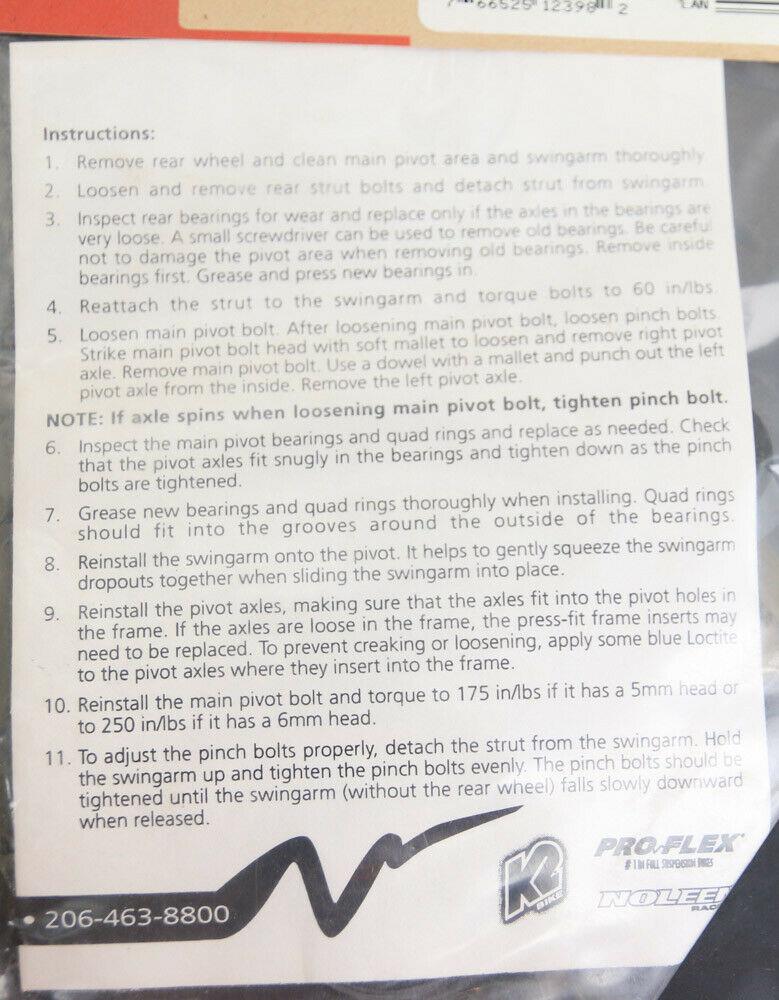 7 66525 12398 2
LAN
Instructions:
1. Remove rear wheel and clean main pivot area and swingarm thoroughly
2. Loosen and remove rear strut bolts and detach strut from swingarm
3. Inspect rear bearings for wear and replace only if the axles in the bearings are
very loose. A small screwdriver can be used to remove old bearings. Be careful
not to damage the pivot area when removing old bearings. Remove inside
bearings first. Grease and press new bearings in.
4. Reattach the strut to the swingarm and torque bolts to 60 in/lbs.
5. Loosen main pivot bolt. After loosening main pivot bolt, loosen pinch bolts.
Strike main pivot bolt head with soft mallet to loosen and remove right pivot
axle. Remove main pivot bolt. Use a dowel with a mallet and punch out the left
pivot axle from the inside. Remove the left pivot axle.
NOTE: If axle spins when loosening main pivot bolt, tighten pinch bolt.
6. Inspect the main pivot bearings and quad rings and replace as needed. Check
that the pivot axles fit snugly in the bearings and tighten down as the pinch
bolts are tightened.
7. Grease new bearings and quad rings thoroughly when installing. Quad rings
should fit into the grooves around the outside of the bearings.
8. Reinstall the swingarm onto the pivot. It helps to gently squeeze the swingarm
dropouts together when sliding the swingarm into place.
9. Reinstall the pivot axles, making sure that the axles fit into the pivot holes in
the frame. If the axles are loose in the frame, the press-fit frame inserts may
need to be replaced. To prevent creaking or loosening, apply some blue Loctite
to the pivot axles where they insert into the frame.
10. Reinstall the main pivot bolt and torque to 175 in/lbs if it has a 5mm head or
to 250 in/lbs if it has a 6mm head.
11. To adjust the pinch bolts properly, detach the strut from the swingarm. Hold
the swingarm up and tighten the pinch bolts evenly. The pinch bolts should be
tightened until the swingarm (without the rear wheel) falls slowly downward
when released.
• 206-463-8800
K2
BIKE
PRO-FLEX
#1 IN FULL SUSPENSION BIKES
NOLEEN
RAC